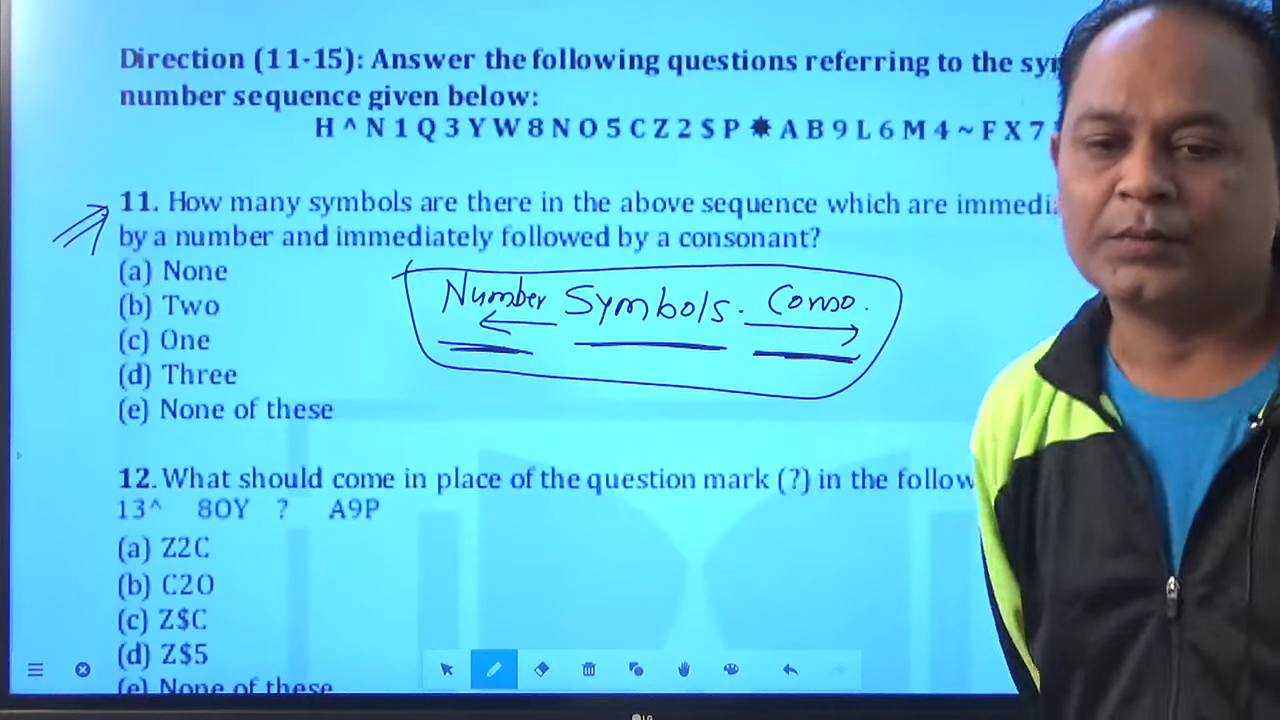 Direction (11-15): Answer the following questions referring to the
number sequence given below:
H ^ N 1 Q 3 Y W 8 N O 5 C Z 2 $ P ✸ A B 9 L 6 M 4 ~ F X 7
11. How many symbols are there in the above sequence which are
by a number and immediately followed by a consonant?
(a) None
(b) Two
(c) One
(d) Three
(e) None of these
Number Symbols. Conso.
12. What should come in place of the question mark (?) in the
13^ 8OY ? A9P
(a) Z2C
(b) C2O
(c) Z$C
(d) Z$5
(e) None of these
LG